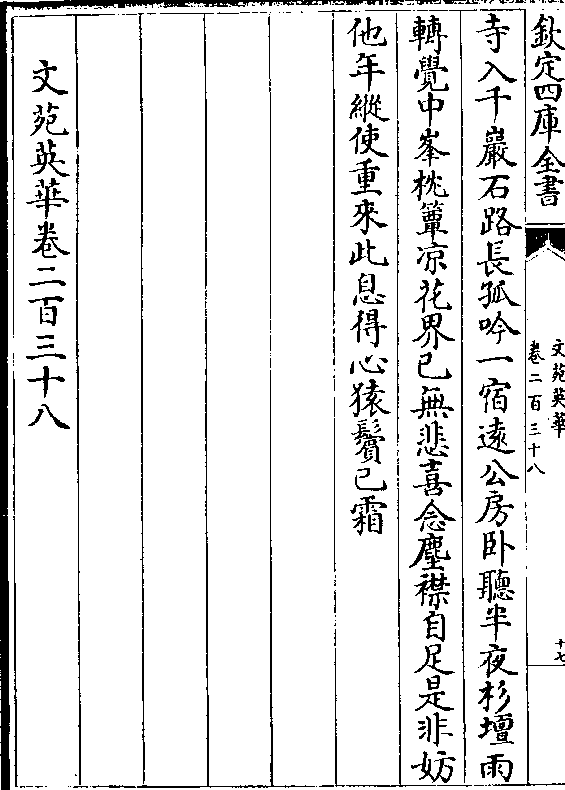 欽定四庫全書
文苑英華
卷二百三十八
十七
寺入千巖石路長孤吟一宿逺公房卧聽半夜杉壇雨
轉覺中峯枕簟凉花界已無悲喜念塵襟自足是非妨
他年縱使重來此息得心猿鬢已霜
文苑英華卷二百三十八